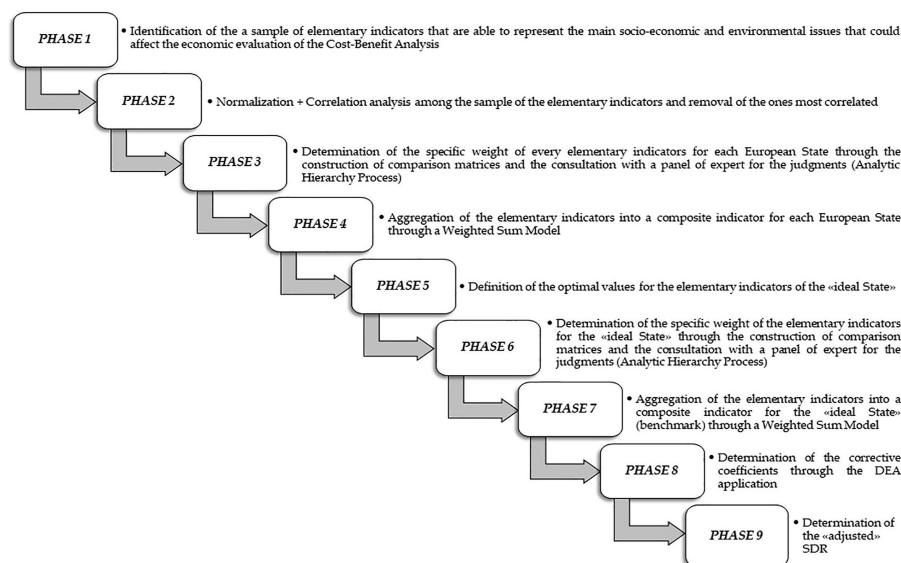 PHASE 1
• Identification of the a sample of elementary indicators that are able to represent the main socio-economic and environmental issues that could
affect the economic evaluation of the Cost-Benefit Analysis
PHASE 2
• Normalization + Correlation analysis among the sample of the elementary indicators and removal of the ones most correlated
PHASE 3
• Determination of the specific weight of every elementary indicators for each European State through the
construction of comparison matrices and the consultation with a panel of expert for the judgments (Analytic
Hierarchy Process)
PHASE 4
• Aggregation of the elementary indicators into a composite indicator for each European State
through a Weighted Sum Model
PHASE 5
• Definition of the optimal values for the elementary indicators of the «ideal State»
PHASE 6
• Determination of the specific weight of the elementary indicators
for the «ideal State» through the construction of comparison
matrices and the consultation with a panel of expert for the
judgments (Analytic Hierarchy Process)
PHASE 7
• Aggregation of the elementary indicators into a
composite indicator for the «ideal State»
(benchmark) through a Weighted Sum Model
PHASE 8
• Determination of the corrective
coefficients through the DEA
application
PHASE 9
• Determination of
the «adjusted»
SDR